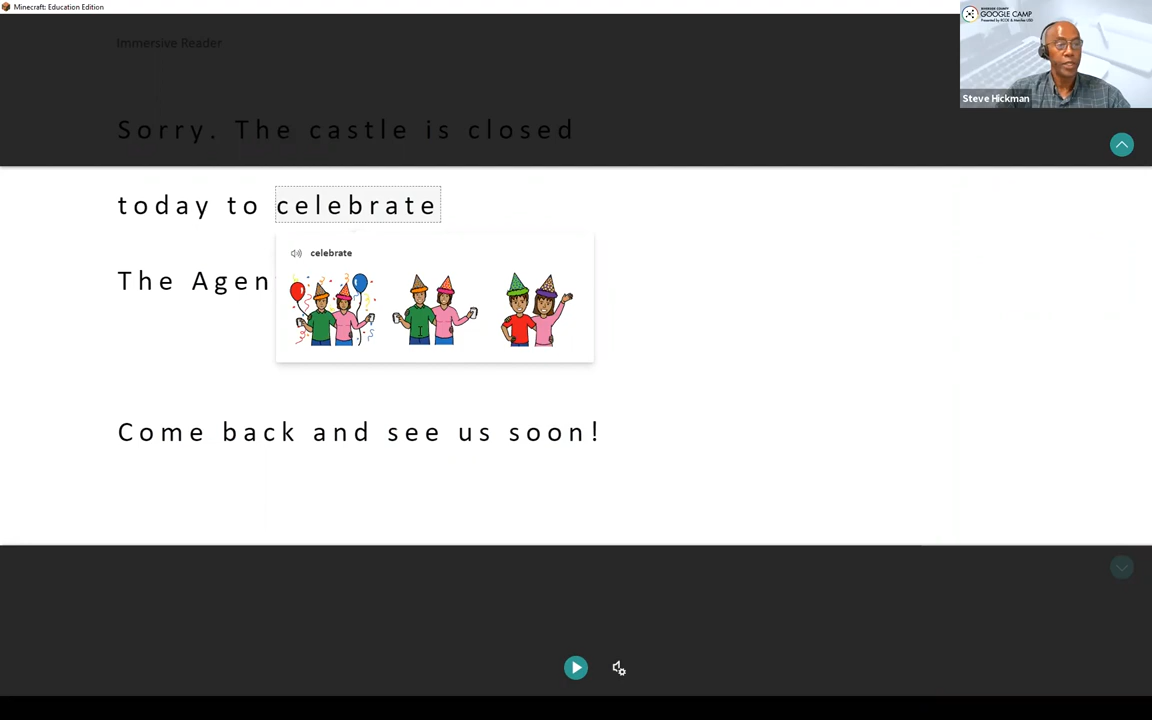 Minecraft: Education Edition
Immersive Reader
GOOGLE CAMP
Steve Hickman
Sorry. The castle is closed
today to celebrate
celebrate
The Agen
Come back and see us soon!